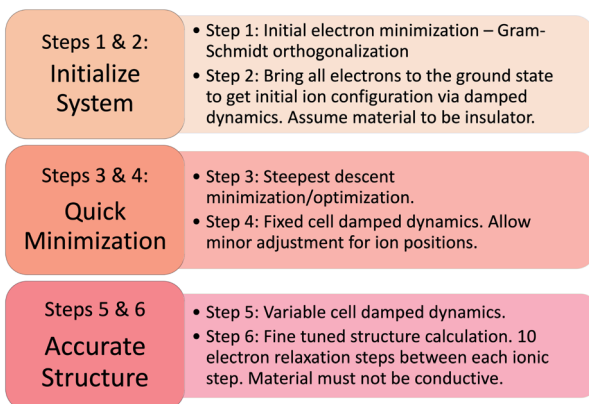 Steps 1 & 2:
Initialize
System
• Step 1: Initial electron minimization – Gram-
Schmidt orthogonalization
• Step 2: Bring all electrons to the ground state
to get initial ion configuration via damped
dynamics. Assume material to be insulator.
Steps 3 & 4:
Quick
Minimization
• Step 3: Steepest descent
minimization/optimization.
• Step 4: Fixed cell damped dynamics. Allow
minor adjustment for ion positions.
Steps 5 & 6
Accurate
Structure
• Step 5: Variable cell damped dynamics.
• Step 6: Fine tuned structure calculation. 10
electron relaxation steps between each ionic
step. Material must not be conductive.